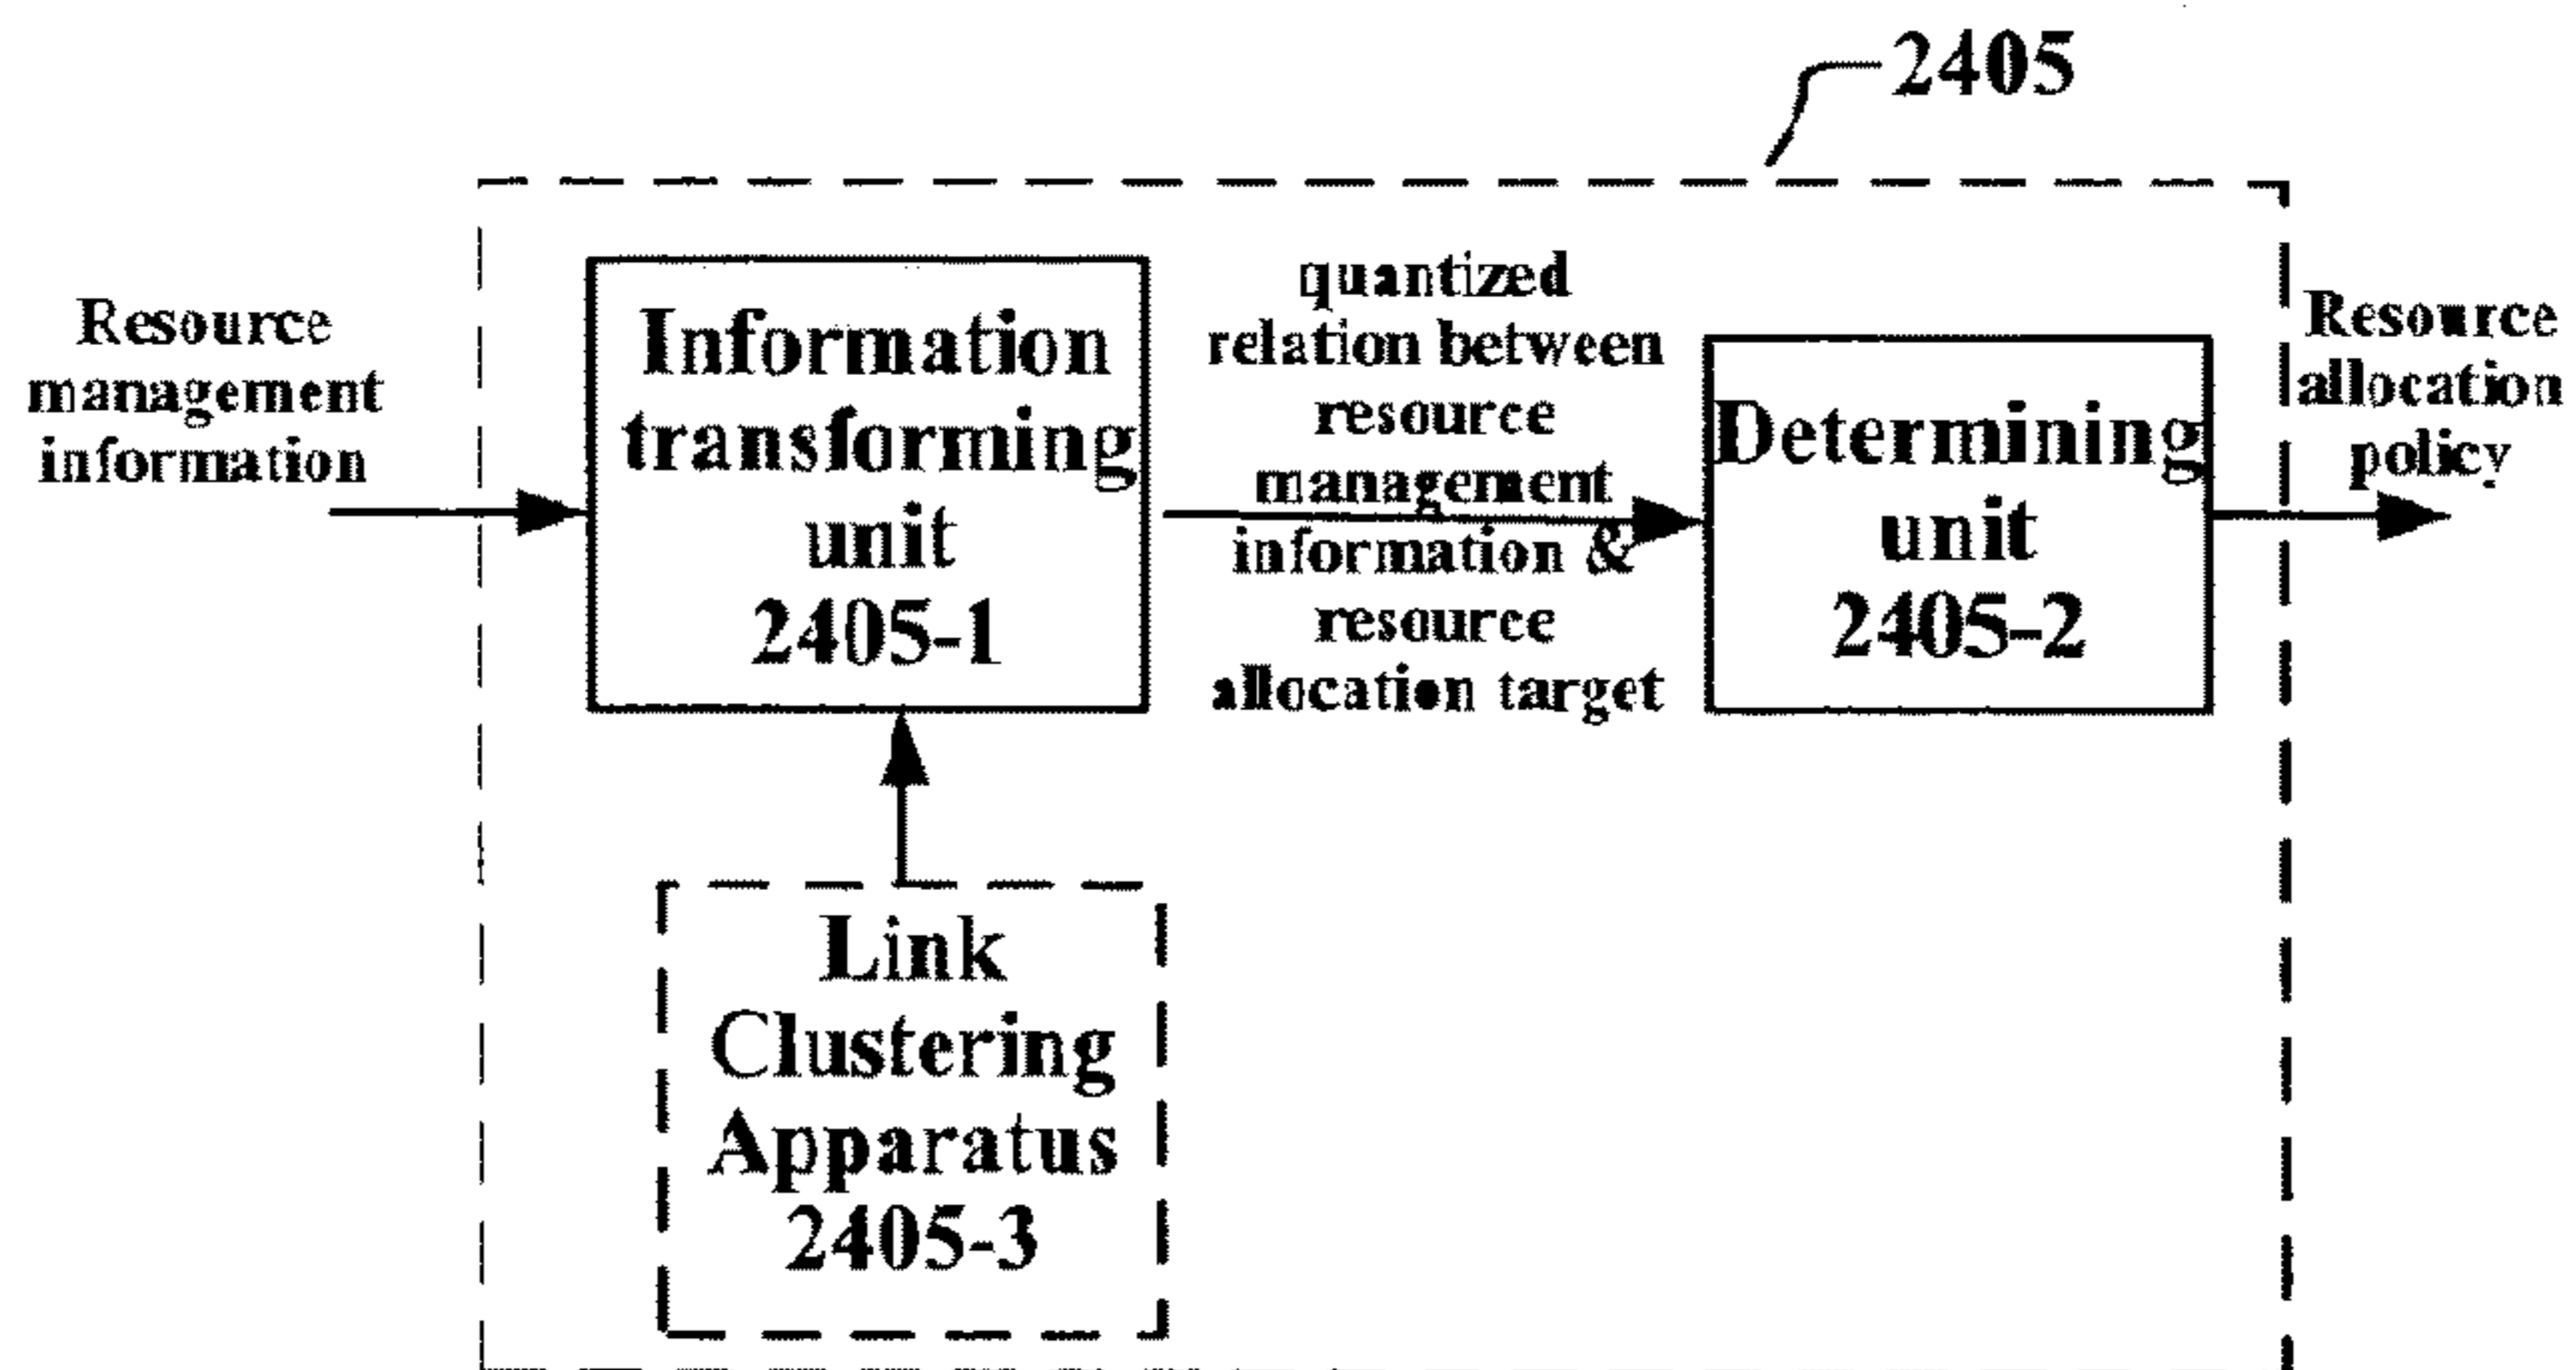 2405
Resource
management
information
Information
transforming
unit
2405-1
quantized
relation between
resource
management
information &
resource
allocation target
Determining
unit
2405-2
Resource
allocation
policy
Link
Clustering
Apparatus
2405-3